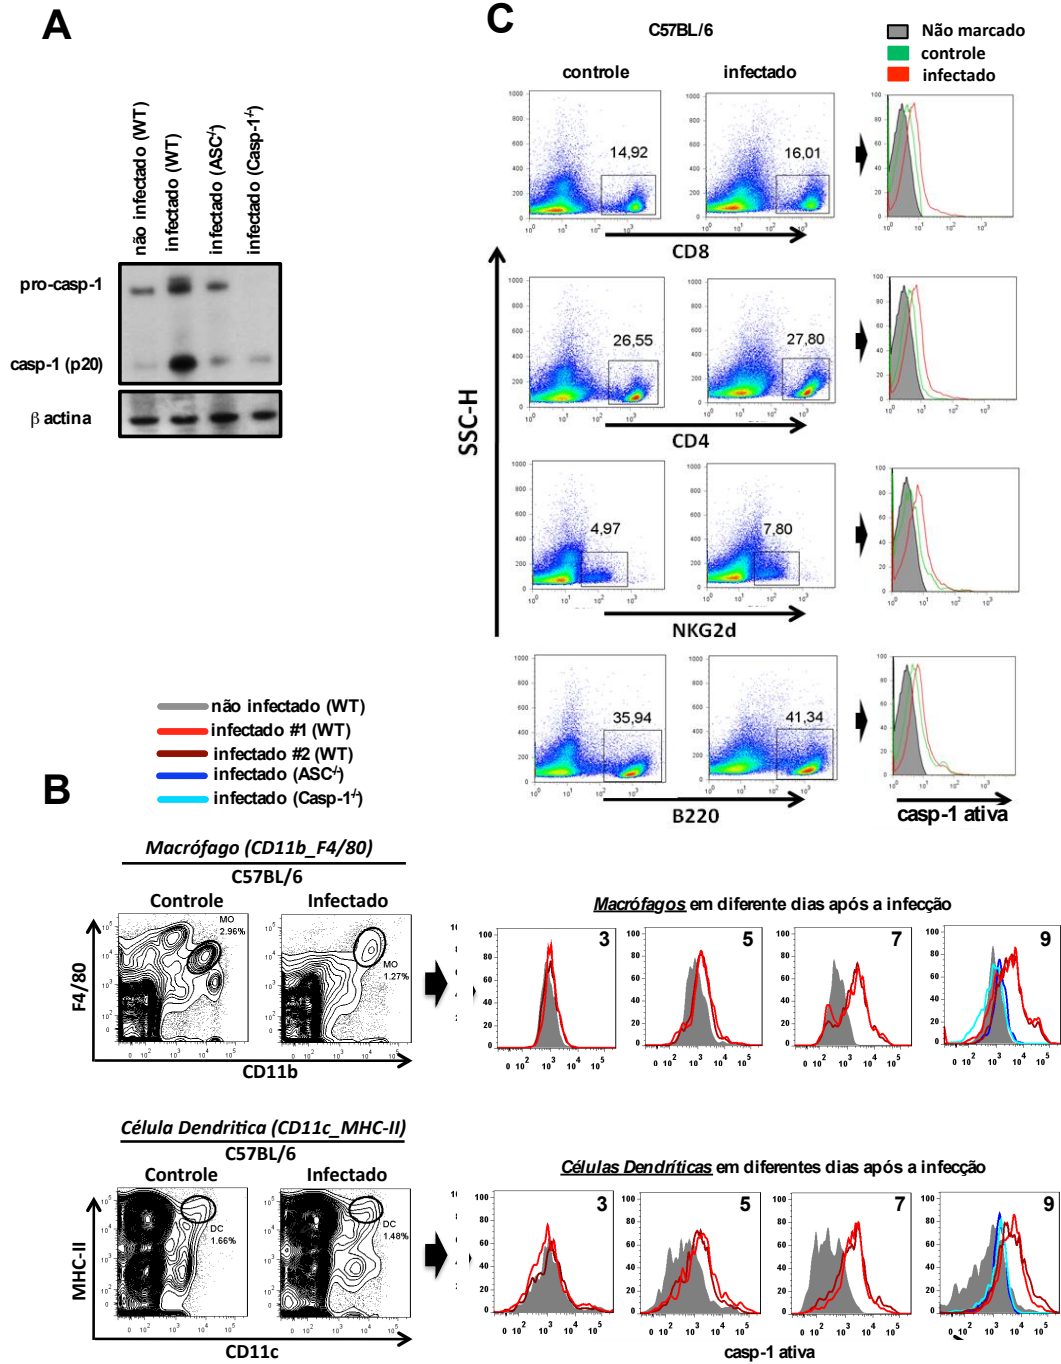 A
não infectado (WT)
infectado (WT)
infectado (ASC-/-)
infectado (Casp-1-/-)
pro-casp-1
casp-1 (p20)
β actina
C
C57BL/6
Não marcado
controle
infectado
controle
infectado
14,92
16,01
CD8
26,55
27,80
CD4
4,97
7,80
NKG2d
35,94
41,34
B220
SSC-H
casp-1 ativa
não infectado (WT)
infectado #1 (WT)
infectado #2 (WT)
infectado (ASC-/-)
infectado (Casp-1-/-)
B
Macrófago (CD11b_F4/80)
C57BL/6
Controle
Infectado
MO
2.96%
MO
1.27%
F4/80
CD11b
Macrófagos em diferente dias após a infecção
3
5
7
9
Célula Dendritica (CD11c_MHC-II)
C57BL/6
Controle
Infectado
DC
1.66%
DC
1.48%
MHC-II
CD11c
Células Dendríticas em diferentes dias após a infecção
3
5
7
9
casp-1 ativa